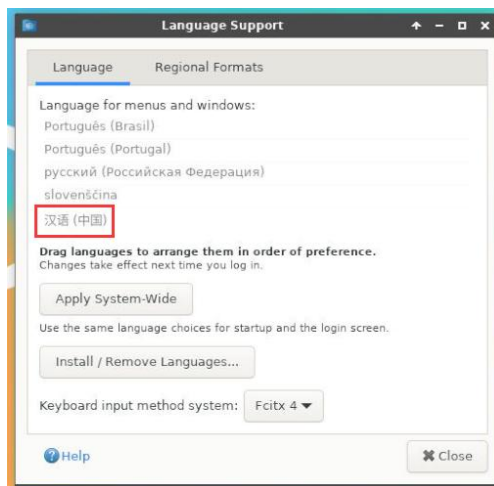 Language Support
Language Regional Formats
Language for menus and windows:
Português (Brasil)
Português (Portugal)
русский (Российская Федерация)
slovenščina
汉语 (中国)
Drag languages to arrange them in order of preference.
Changes take effect next time you log in.
Apply System-Wide
Use the same language choices for startup and the login screen.
Install / Remove Languages...
Keyboard input method system: Fcitx 4
Help
Close